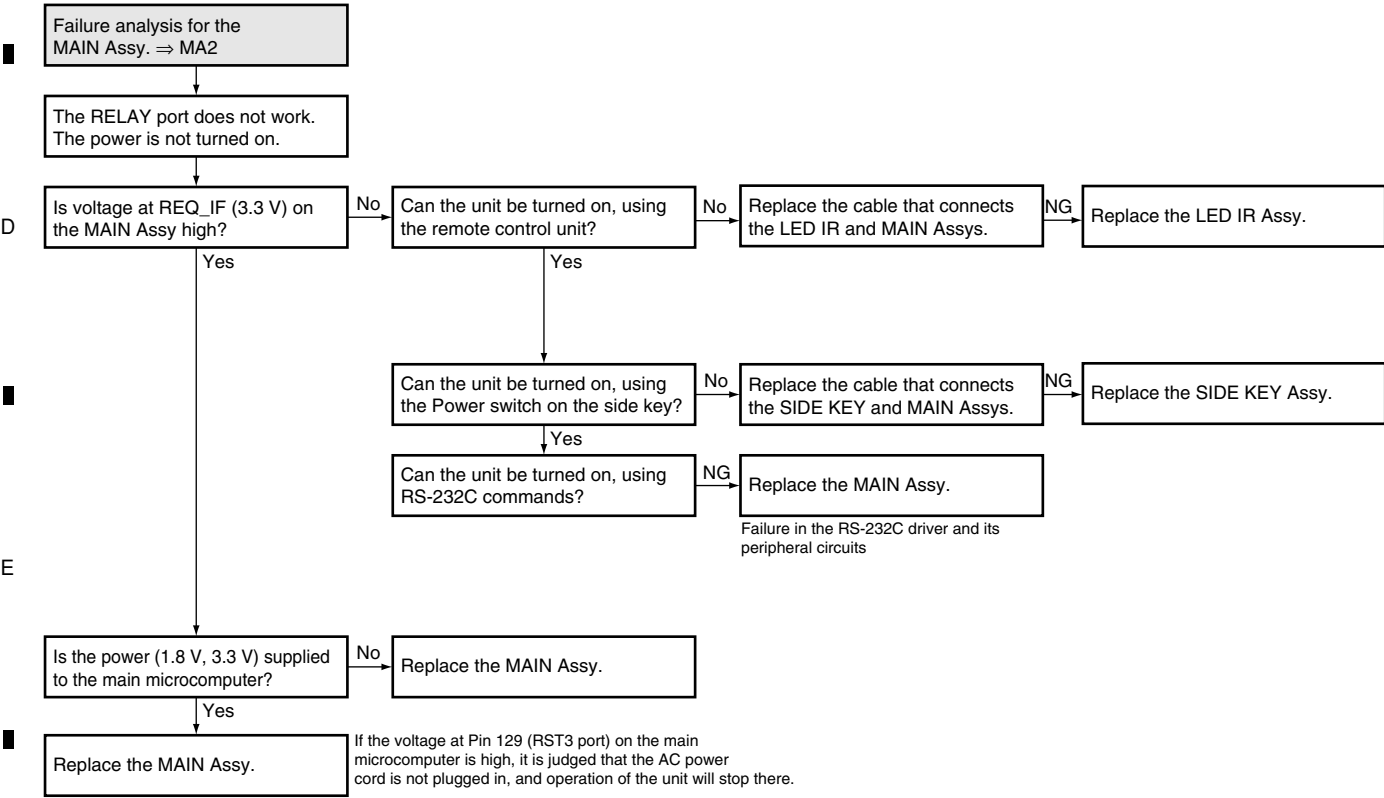 Failure analysis for the
MAIN Assy. ⇒ MA2
The RELAY port does not work.
The power is not turned on.
D
Is voltage at REQ_IF (3.3 V) on
the MAIN Assy high?
No
Can the unit be turned on, using
the remote control unit?
No
Replace the cable that connects
the LED IR and MAIN Assys.
NG
Replace the LED IR Assy.
Yes
Yes
Can the unit be turned on, using
the Power switch on the side key?
No
Replace the cable that connects
the SIDE KEY and MAIN Assys.
NG
Replace the SIDE KEY Assy.
Yes
Can the unit be turned on, using
RS-232C commands?
NG
Replace the MAIN Assy.
Failure in the RS-232C driver and its
peripheral circuits
E
Is the power (1.8 V, 3.3 V) supplied
to the main microcomputer?
No
Replace the MAIN Assy.
Yes
Replace the MAIN Assy.
If the voltage at Pin 129 (RST3 port) on the main
microcomputer is high, it is judged that the AC power
cord is not plugged in, and operation of the unit will stop there.